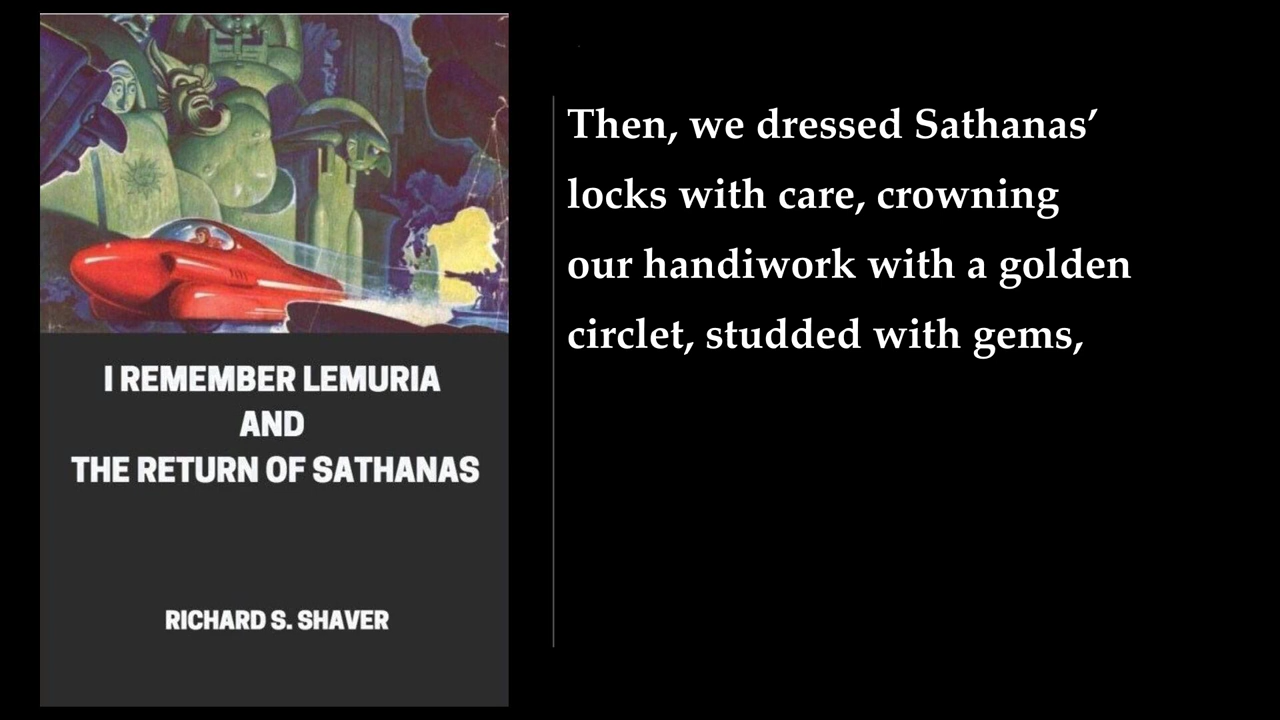 I REMEMBER LEMURIA
AND
THE RETURN OF SATHANAS
RICHARD S. SHAVER
Then, we dressed Sathanas’
locks with care, crowning
our handiwork with a golden
circlet, studded with gems,